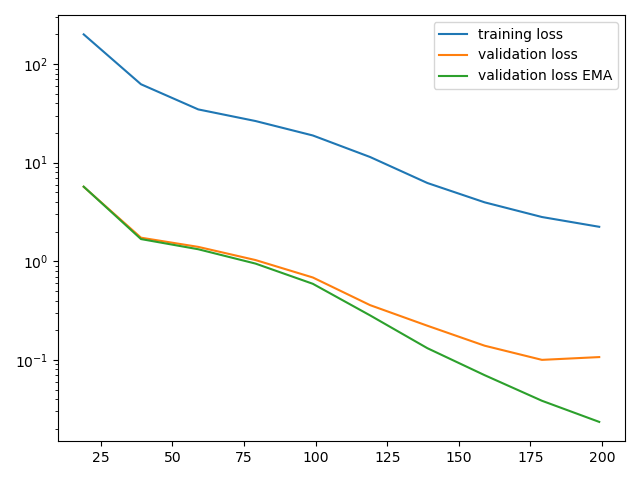 training loss
validation loss
validation loss EMA
10²
10¹
10⁰
10⁻¹
25 50 75 100 125 150 175 200